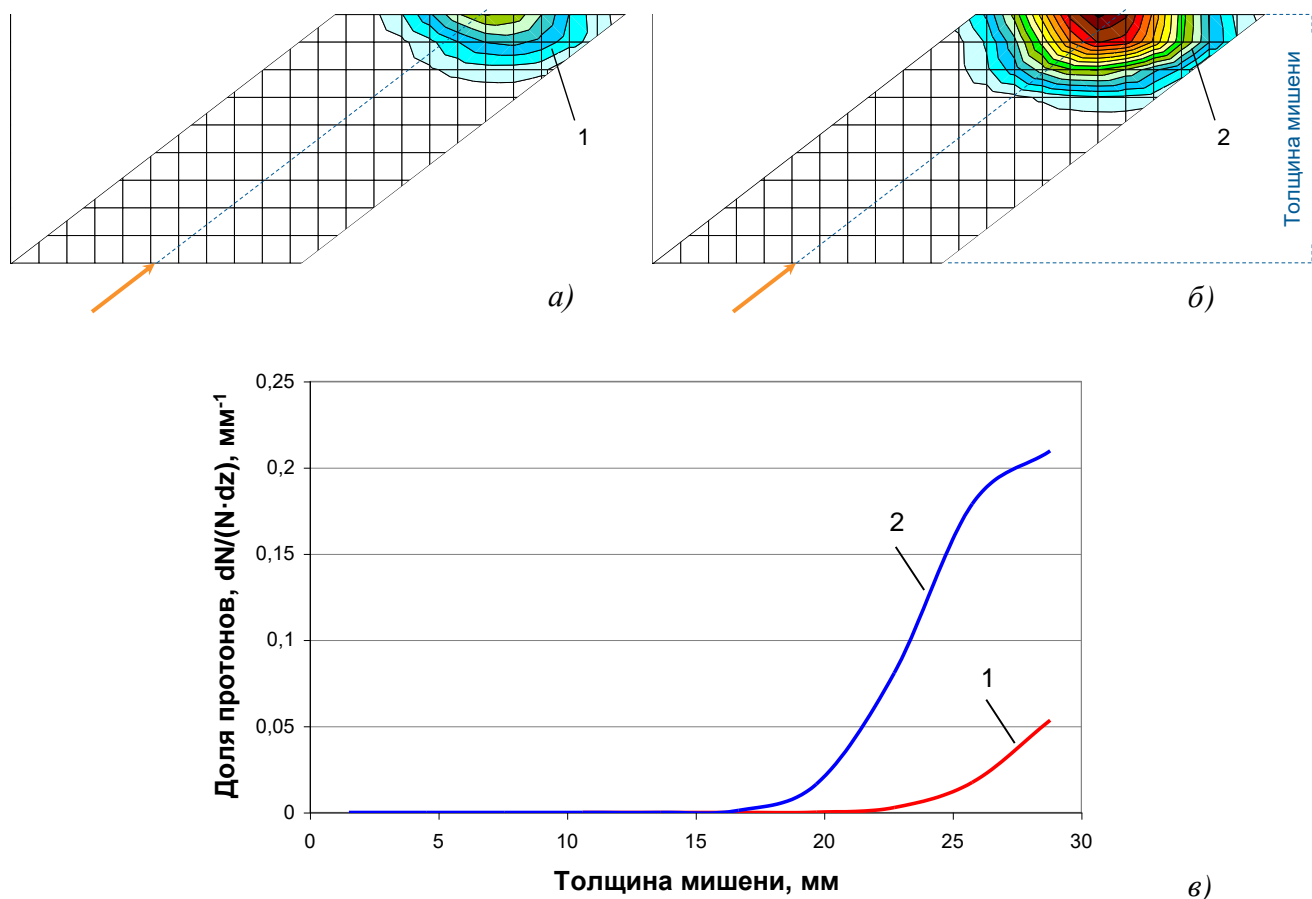 1
2
Толщина мишени
а)
б)
0,25
0,2
0,15
0,1
0,05
0
Доля протонов, dN/(N·dz), мм⁻¹
2
1
0 5 10 15 20 25 30
Толщина мишени, мм
в)